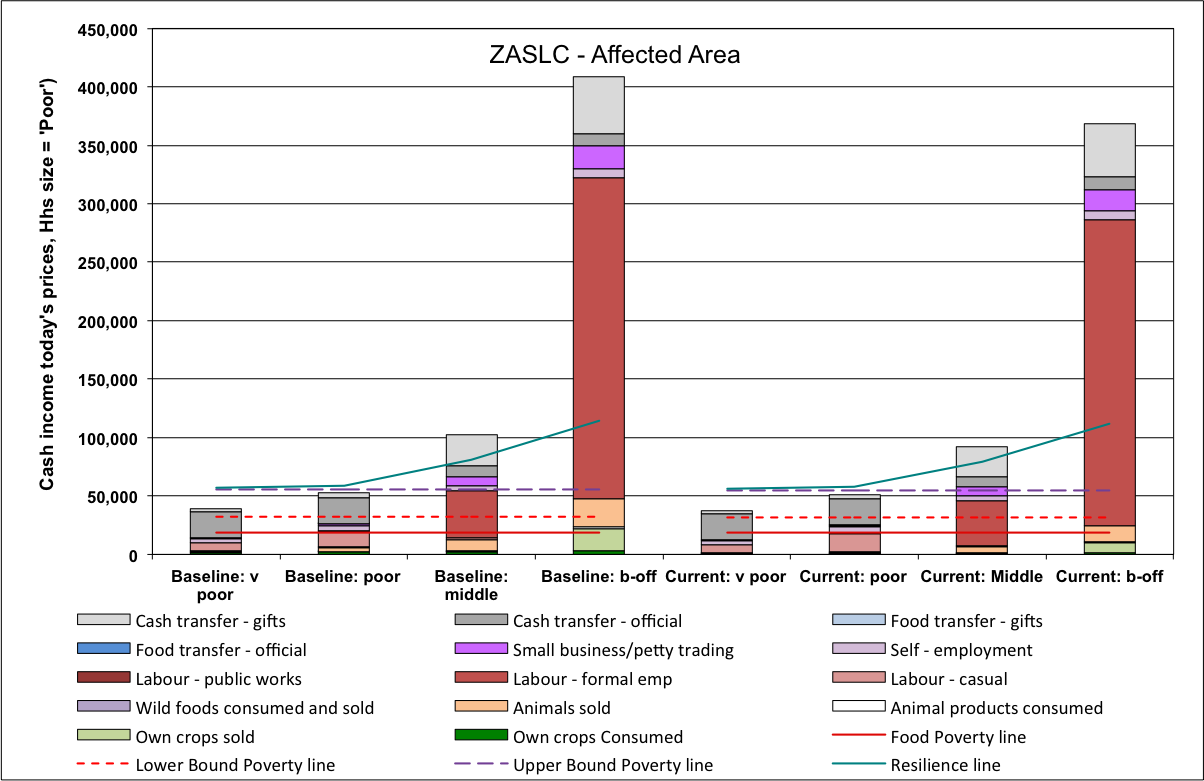 ZASLC - Affected Area
Cash income today's prices, Hhs size = 'Poor')
450,000
400,000
350,000
300,000
250,000
200,000
150,000
100,000
50,000
0
Baseline: v poor
Baseline: poor
Baseline: middle
Baseline: b-off
Current: v poor
Current: poor
Current: Middle
Current: b-off
Cash transfer - gifts
Cash transfer - official
Food transfer - gifts
Food transfer - official
Small business/petty trading
Self - employment
Labour - public works
Labour - formal emp
Labour - casual
Wild foods consumed and sold
Animals sold
Animal products consumed
Own crops sold
Own crops Consumed
Food Poverty line
Lower Bound Poverty line
Upper Bound Poverty line
Resilience line